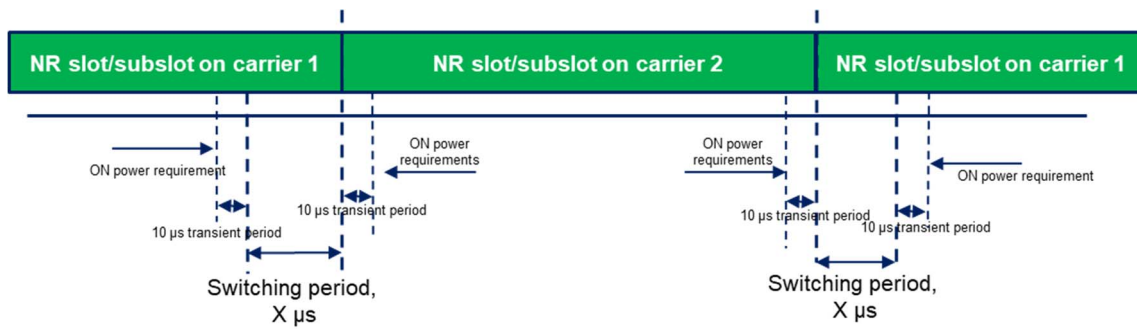 NR slot/subslot on carrier 1
NR slot/subslot on carrier 2
NR slot/subslot on carrier 1
ON power requirement
ON power
requirements
ON power
requirements
ON power requirement
10 µs transient period
10 µs transient period
10 µs transient period
10 µs transient period
Switching period,
X µs
Switching period,
X µs